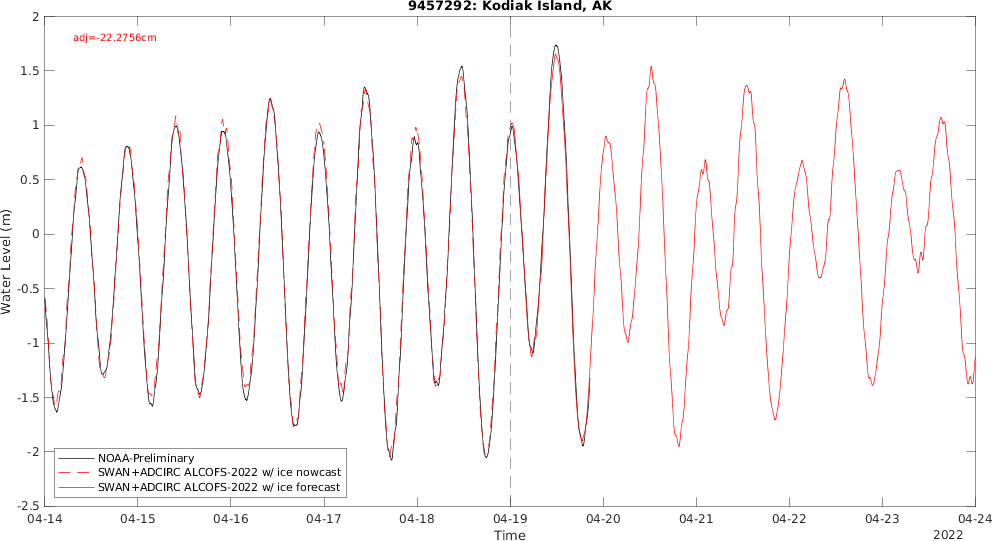 9457292: Kodiak Island, AK
adj=-22.2756cm
Water Level (m)
2
1.5
1
0.5
0
-0.5
-1
-1.5
-2
-2.5
NOAA-Preliminary
SWAN+ADCIRC ALCOFS-2022 w/ ice nowcast
SWAN+ADCIRC ALCOFS-2022 w/ ice forecast
04-14 04-15 04-16 04-17 04-18 04-19 04-20 04-21 04-22 04-23 04-24
Time
2022